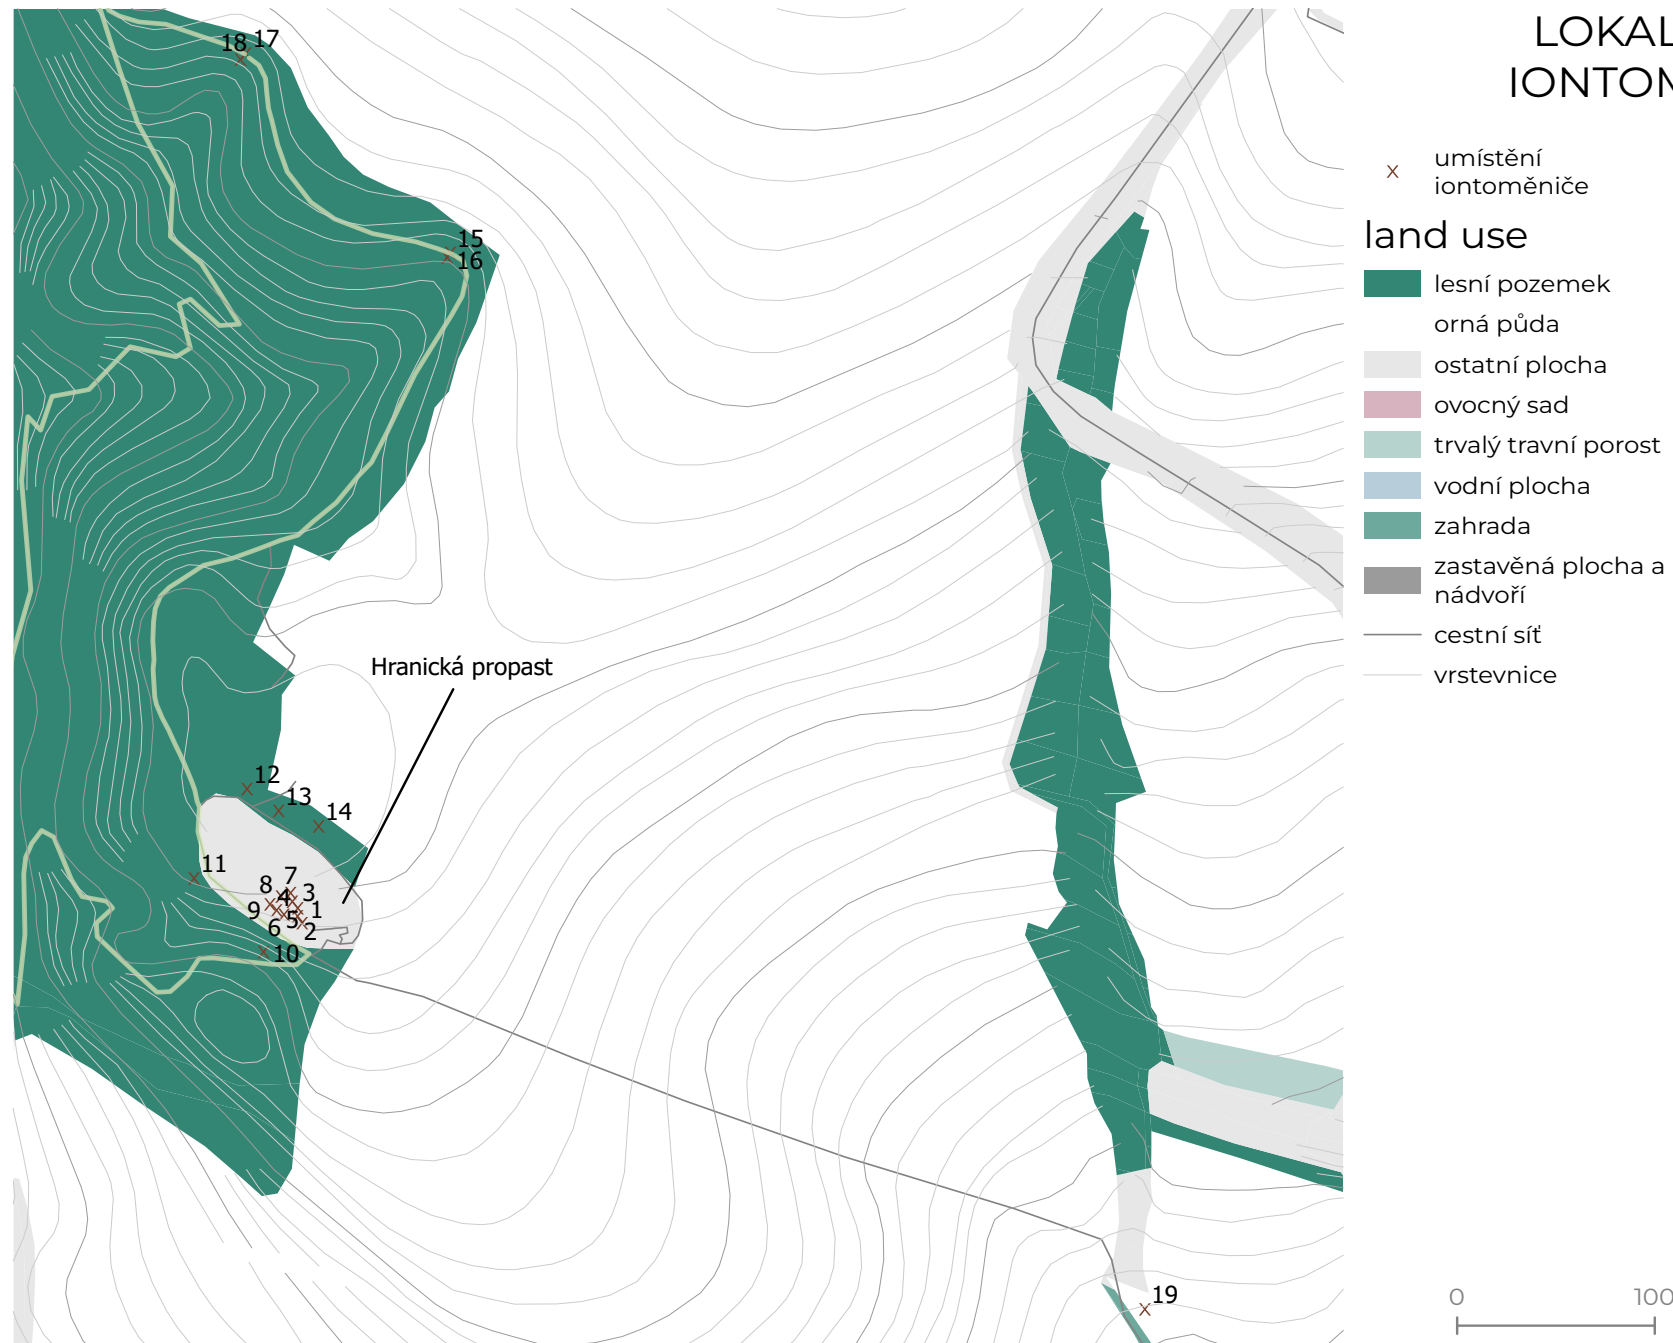 LOKAL
IONTOM
umístění
iontoměniče
land use
lesní pozemek
orná půda
ostatní plocha
ovocný sad
trvalý travní porost
vodní plocha
zahrada
zastavěná plocha a
nádvoří
cestní síť
vrstevnice
0 100
18 17
15
16
Hranická propast
12
13
14
11
7
8 4 3
9 1
6 5 2
10
19